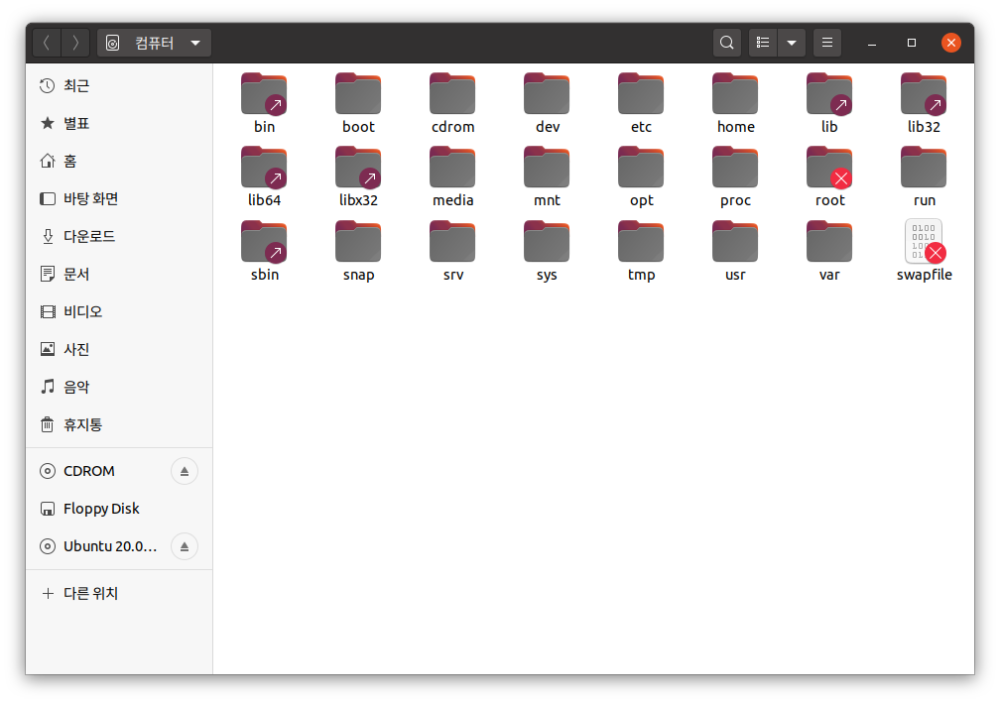 컴퓨터
최근
별표
홈
바탕 화면
다운로드
문서
비디오
사진
음악
휴지통
CDROM
Floppy Disk
Ubuntu 20.0...
다른 위치
bin boot cdrom dev etc home lib lib32
lib64 libx32 media mnt opt proc root run
sbin snap srv sys tmp usr var swapfile